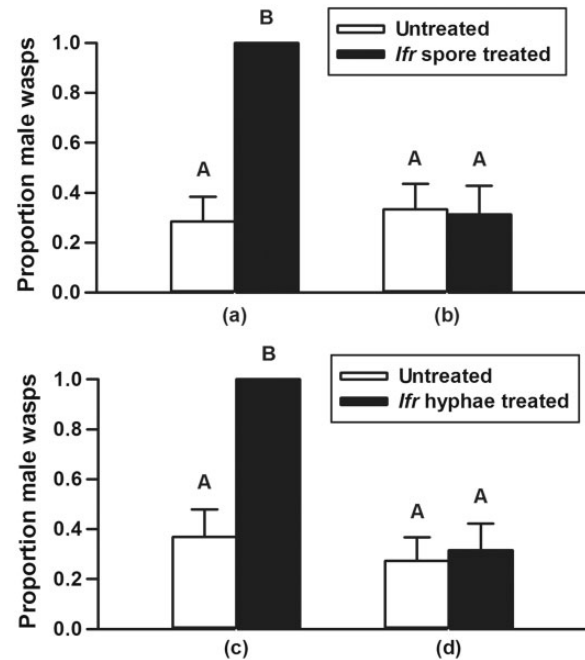 B
Untreated
Ifr spore treated
Proportion male wasps
1.0
0.8
0.6
0.4
0.2
0.0
A
A
A
(a)
(b)
B
Untreated
Ifr hyphae treated
Proportion male wasps
1.0
0.8
0.6
0.4
0.2
0.0
A
A
A
(c)
(d)